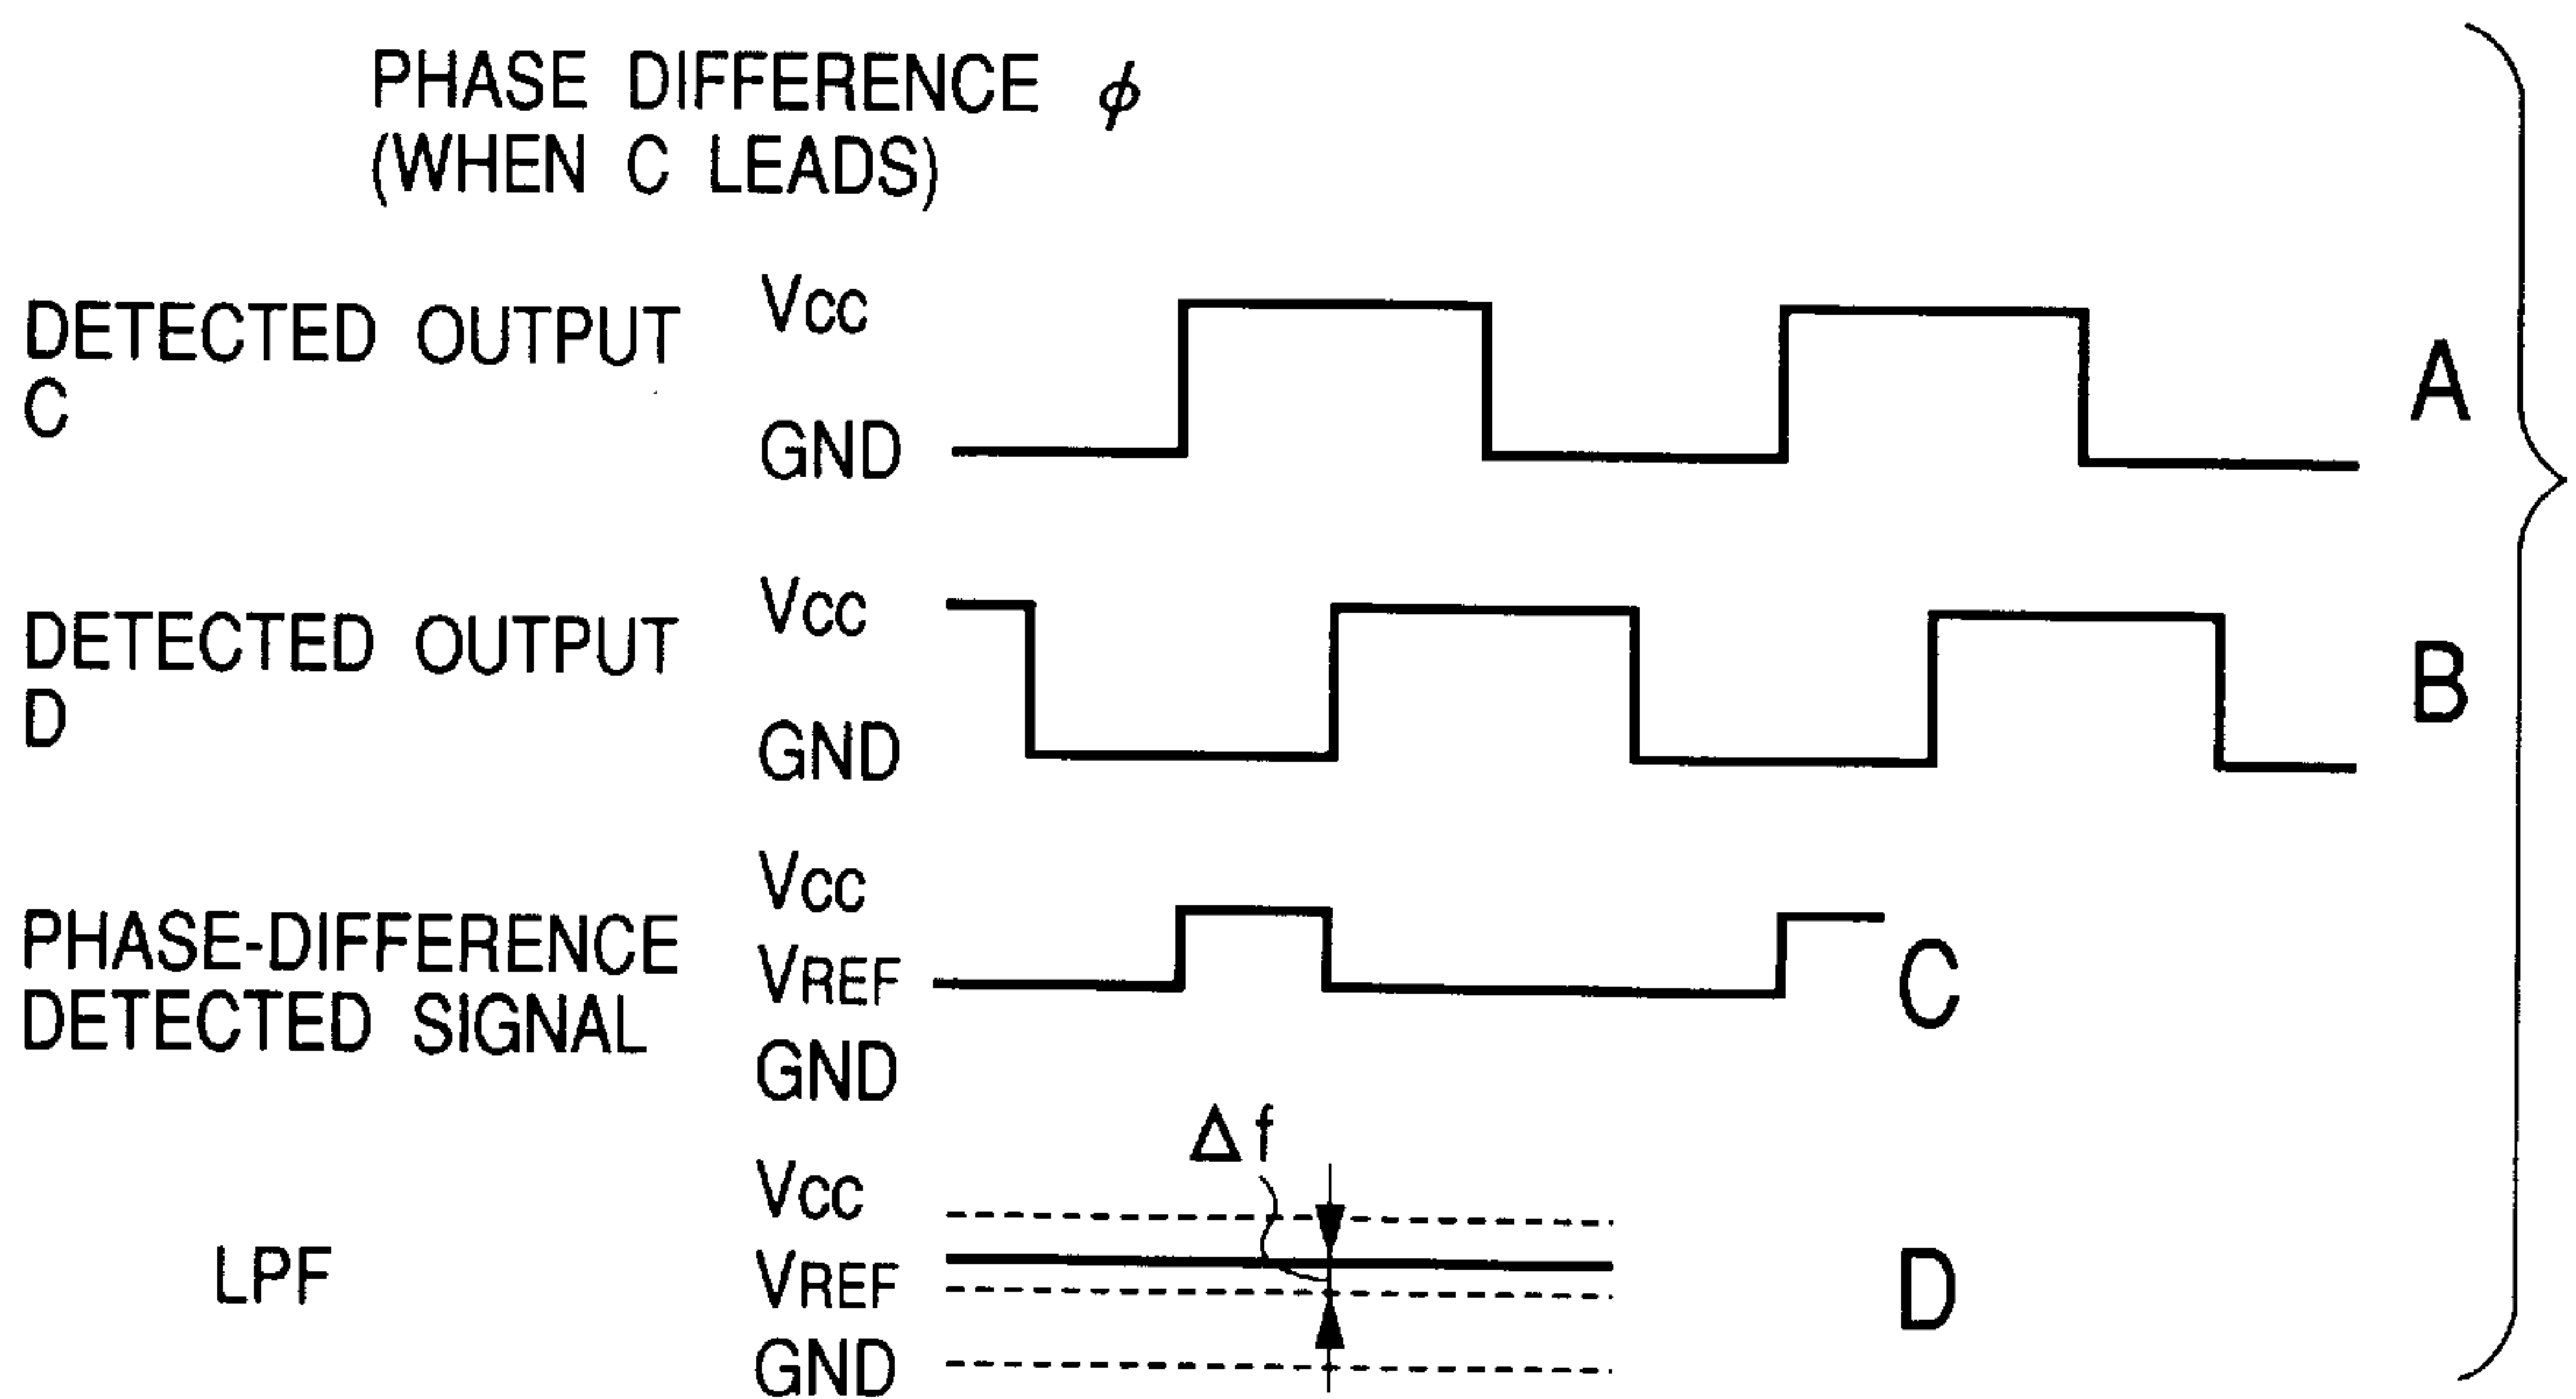 PHASE DIFFERENCE ϕ
(WHEN C LEADS)
DETECTED OUTPUT
C
VCC
GND
A
DETECTED OUTPUT
D
VCC
GND
B
PHASE-DIFFERENCE
DETECTED SIGNAL
VCC
VREF
GND
C
LPF
VCC
VREF
GND
Δf
D